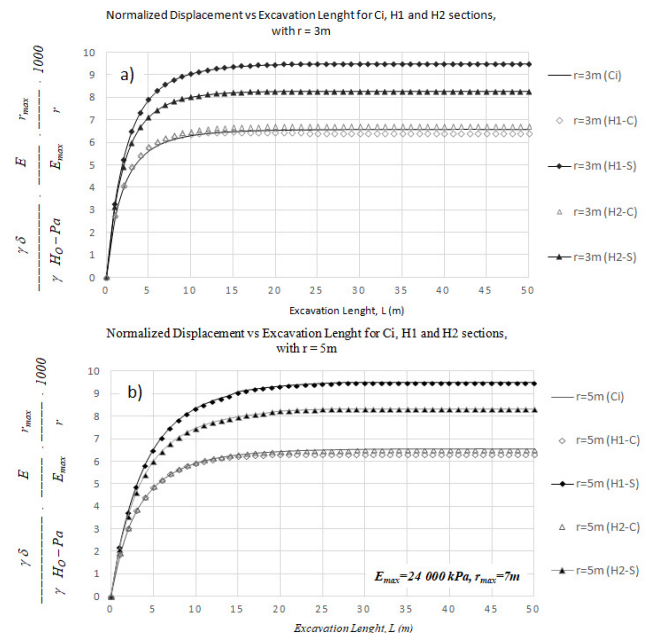 Normalized Displacement vs Excavation Lenght for Ci, H1 and H2 sections,
with r = 3m
a)
γ δ E r_max . 1000
-------- . ----- . -----
γ H_O – Pa E_max r
10
9
8
7
6
5
4
3
2
1
0
0 5 10 15 20 25 30 35 40 45 50
Excavation Lenght, L (m)
r=3m (Ci)
r=3m (H1-C)
r=3m (H1-S)
r=3m (H2-C)
r=3m (H2-S)
Normalized Displacement vs Excavation Lenght for Ci, H1 and H2 sections,
with r = 5m
b)
γ δ E r_max . 1000
-------- . ----- . -----
γ H_O – Pa E_max r
10
9
8
7
6
5
4
3
2
1
0
E_max=24 000 kPa, r_max=7m
0 5 10 15 20 25 30 35 40 45 50
Excavation Lenght, L (m)
r=5m (Ci)
r=5m (H1-C)
r=5m (H1-S)
r=5m (H2-C)
r=5m (H2-S)